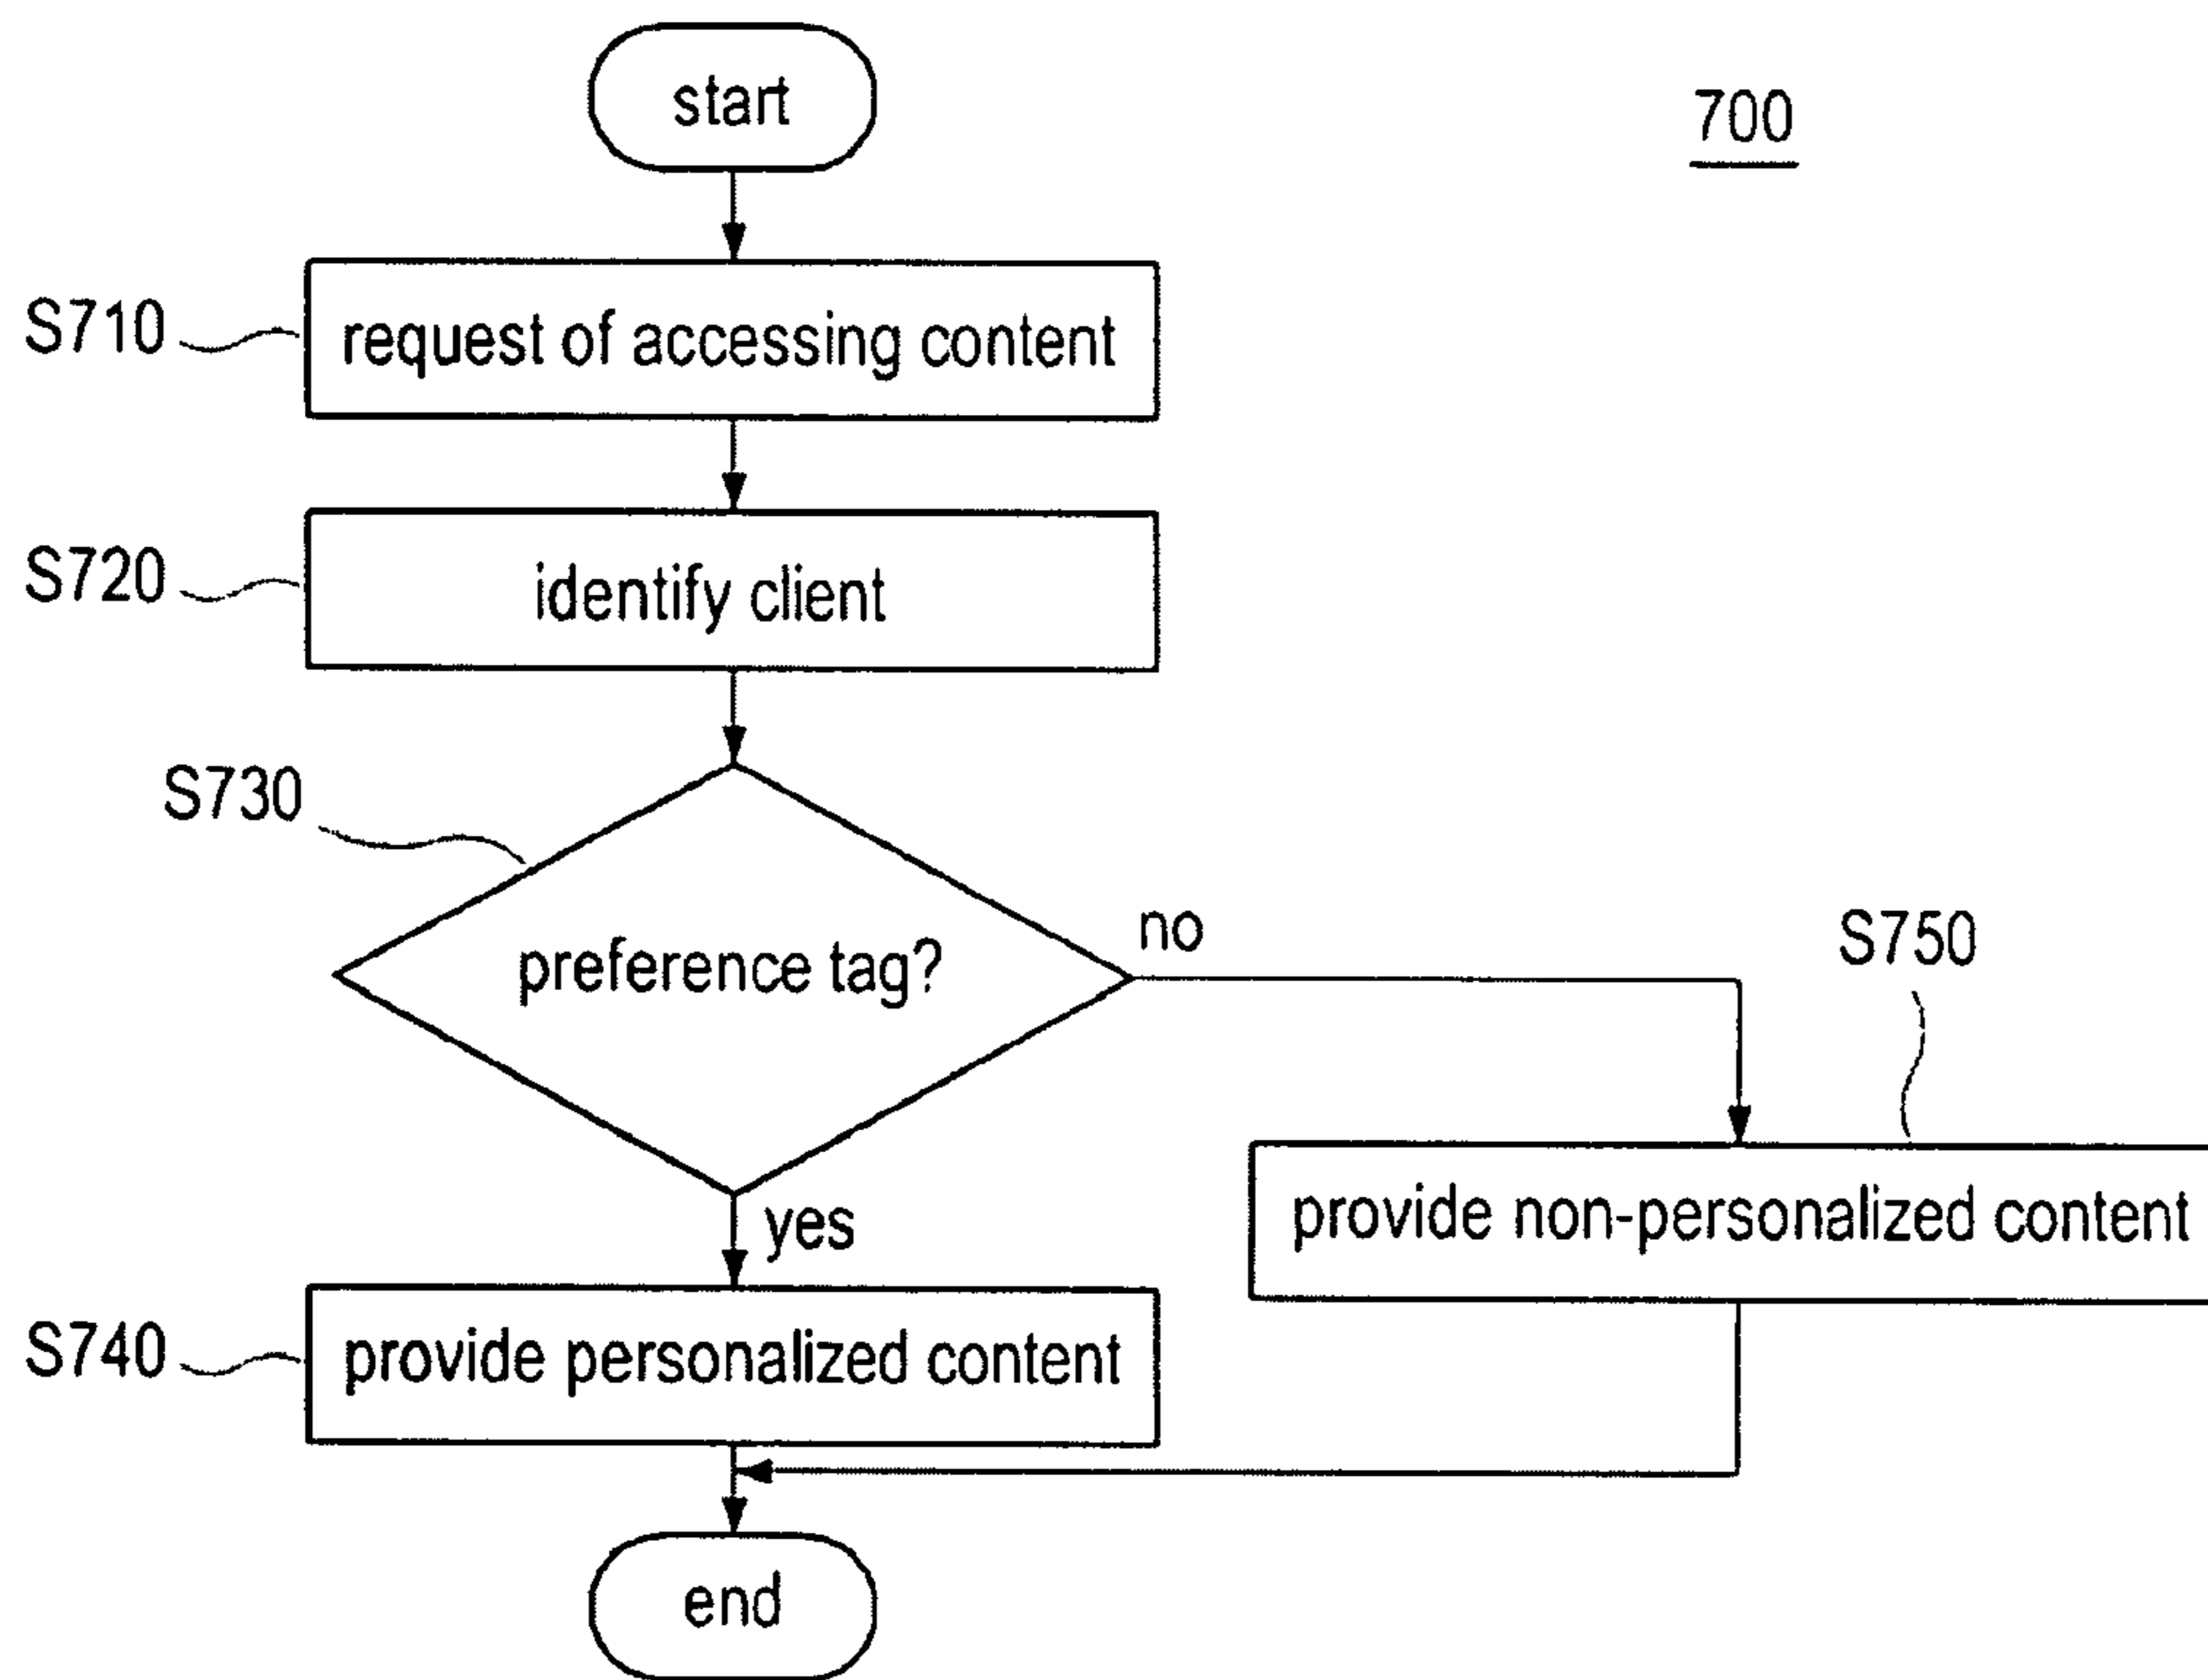 start
700
S710
request of accessing content
S720
identify client
S730
preference tag?
no
S750
yes
provide non-personalized content
S740
provide personalized content
end